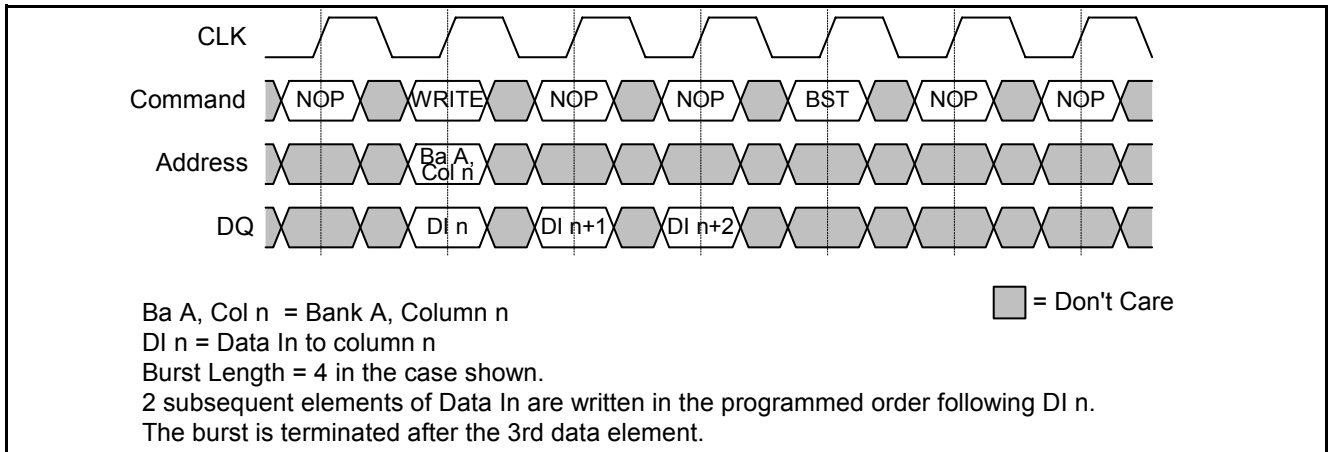 CLK
Command NOP WRITE NOP NOP BST NOP NOP
Address Ba A,
Col n
DQ DI n DI n+1 DI n+2
= Don't Care
Ba A, Col n = Bank A, Column n
DI n = Data In to column n
Burst Length = 4 in the case shown.
2 subsequent elements of Data In are written in the programmed order following DI n.
The burst is terminated after the 3rd data element.